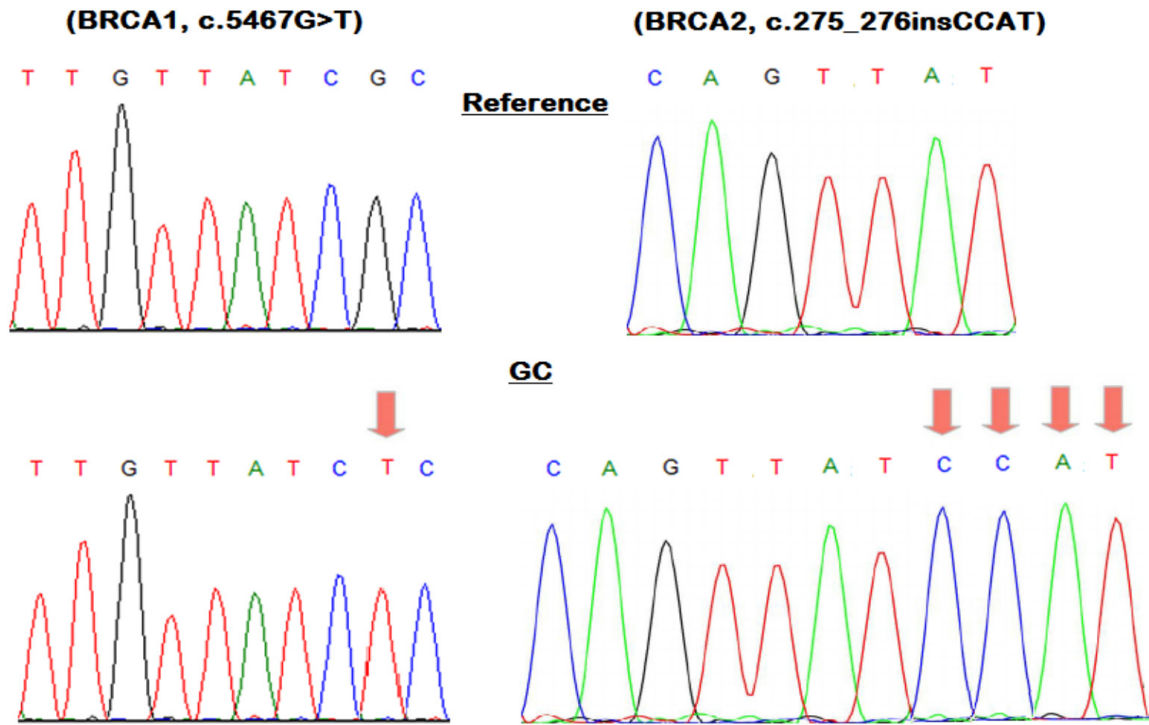 (BRCA1, c.5467G>T)
(BRCA2, c.275_276insCCAT)
T T G T T A T C G C
C A G T T A T
Reference
GC
T T G T T A T C T C
C A G T T A T C C A T